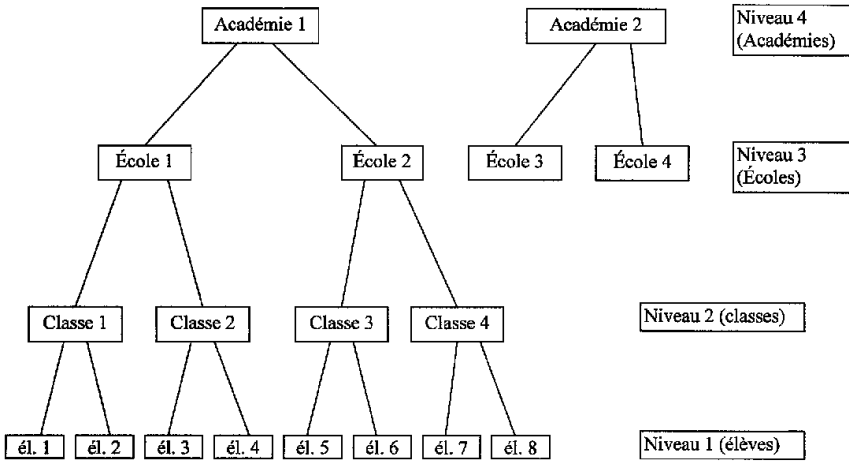 Académie 1
Académie 2
Niveau 4
(Académies)
École 1
École 2
École 3
École 4
Niveau 3
(Écoles)
Classe 1
Classe 2
Classe 3
Classe 4
Niveau 2 (classes)
él. 1
él. 2
él. 3
él. 4
él. 5
él. 6
él. 7
él. 8
Niveau 1 (élèves)